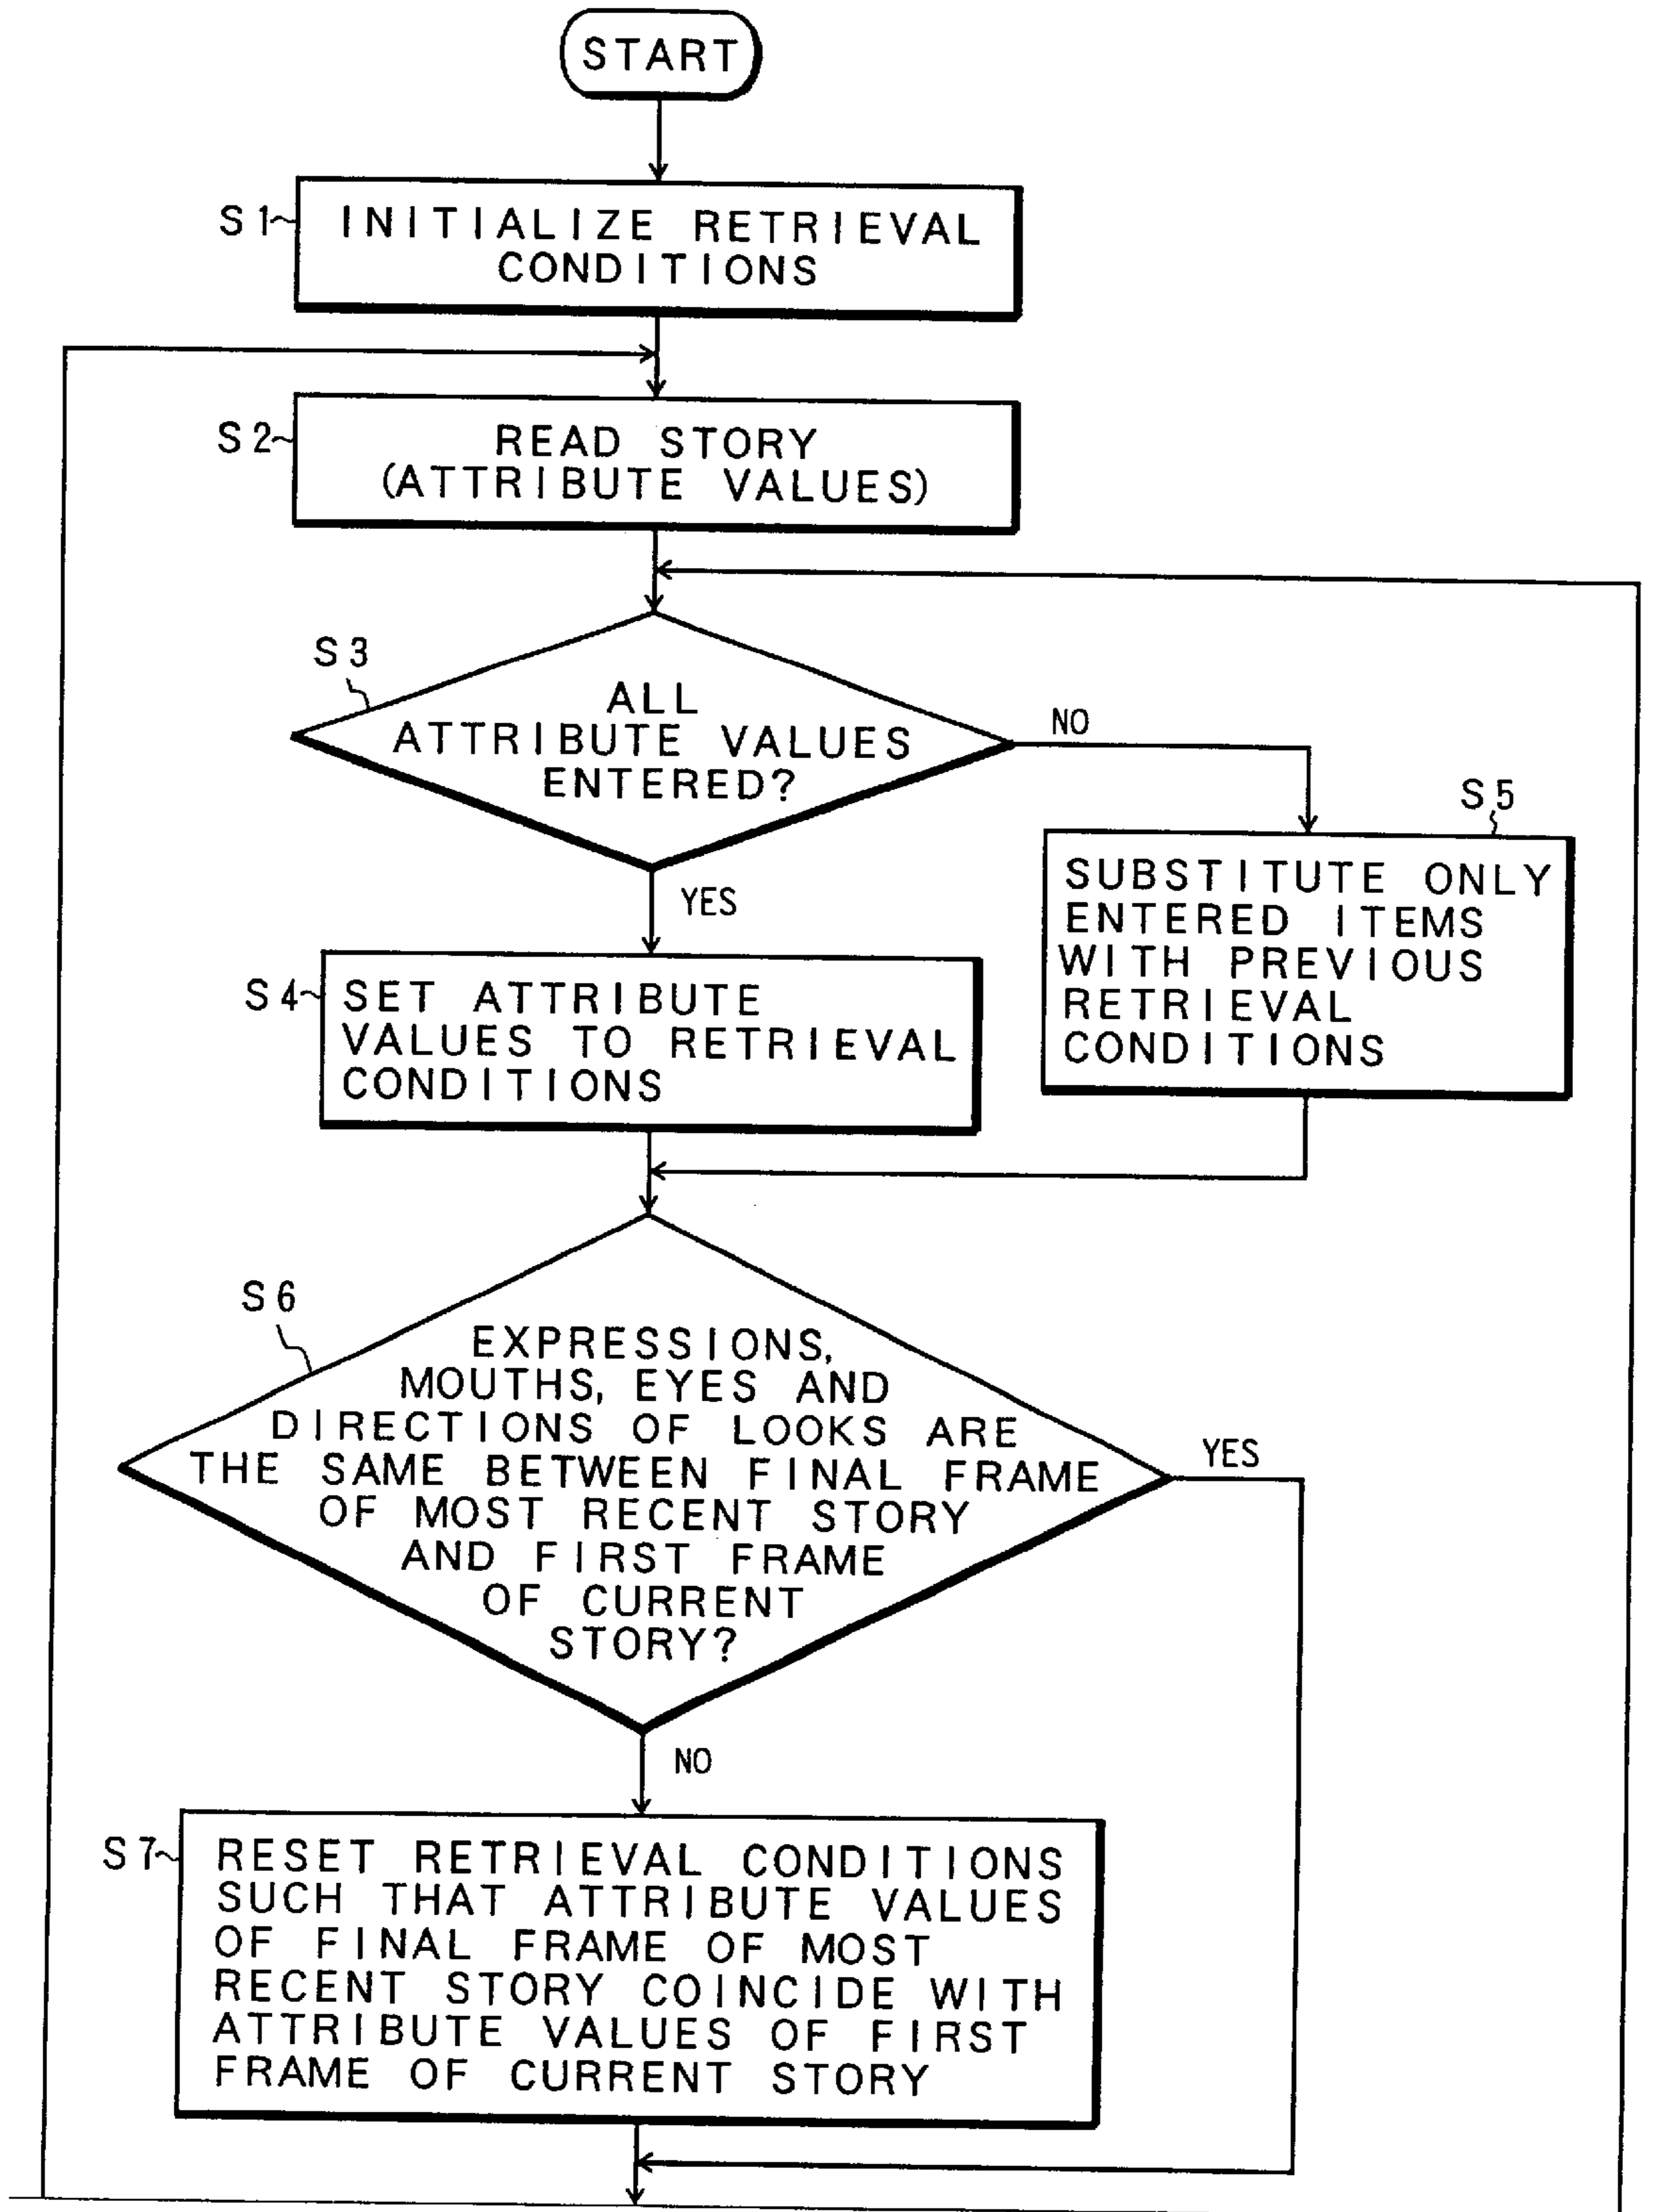 START
S1
INITIALIZE RETRIEVAL
CONDITIONS
S2
READ STORY
(ATTRIBUTE VALUES)
S3
ALL
ATTRIBUTE VALUES
ENTERED?
NO
YES
S5
SUBSTITUTE ONLY
ENTERED ITEMS
WITH PREVIOUS
RETRIEVAL
CONDITIONS
S4
SET ATTRIBUTE
VALUES TO RETRIEVAL
CONDITIONS
S6
EXPRESSIONS,
MOUTHS, EYES AND
DIRECTIONS OF LOOKS ARE
THE SAME BETWEEN FINAL FRAME
OF MOST RECENT STORY
AND FIRST FRAME
OF CURRENT
STORY?
YES
NO
S7
RESET RETRIEVAL CONDITIONS
SUCH THAT ATTRIBUTE VALUES
OF FINAL FRAME OF MOST
RECENT STORY COINCIDE WITH
ATTRIBUTE VALUES OF FIRST
FRAME OF CURRENT STORY